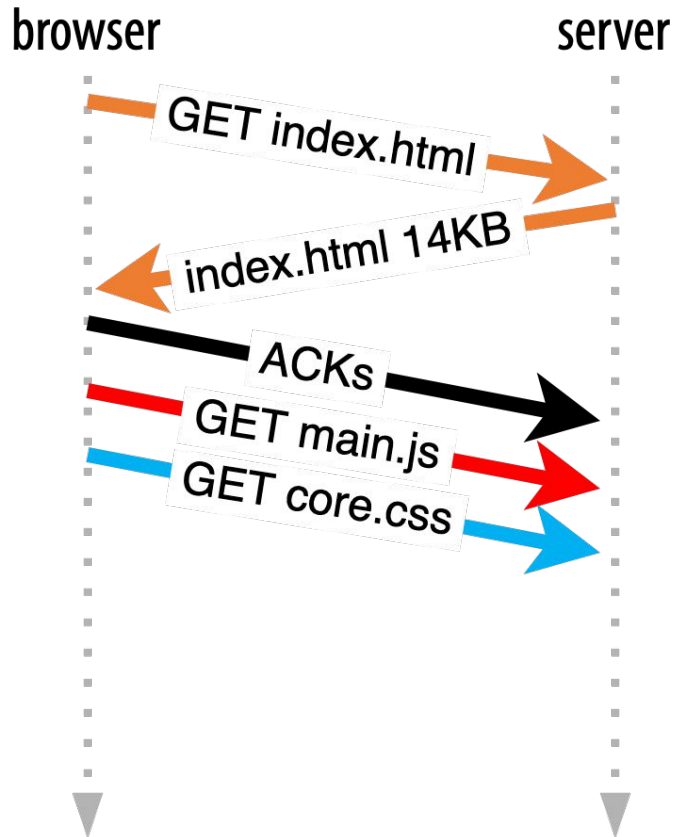 browser
server
GET index.html
index.html 14KB
ACKs
GET main.js
GET core.css